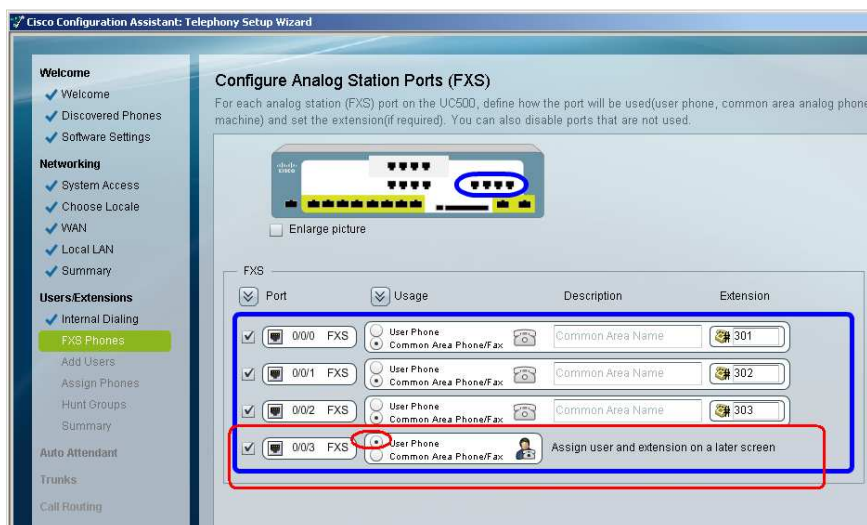 Cisco Configuration Assistant: Telephony Setup Wizard
Welcome
Welcome
Discovered Phones
Software Settings
Networking
System Access
Choose Locale
WAN
Local LAN
Summary
Users/Extensions
Internal Dialing
FXS Phones
Add Users
Assign Phones
Hunt Groups
Summary
Auto Attendant
Trunks
Call Routing
Configure Analog Station Ports (FXS)
For each analog station (FXS) port on the UC500, define how the port will be used(user phone, common area analog phone
machine) and set the extension(if required). You can also disable ports that are not used.
Enlarge picture
FXS
Port Usage Description Extension
0/0/0 FXS User Phone
Common Area Phone/Fax Common Area Name # 301
0/0/1 FXS User Phone
Common Area Phone/Fax Common Area Name # 302
0/0/2 FXS User Phone
Common Area Phone/Fax Common Area Name # 303
0/0/3 FXS User Phone
Common Area Phone/Fax Assign user and extension on a later screen